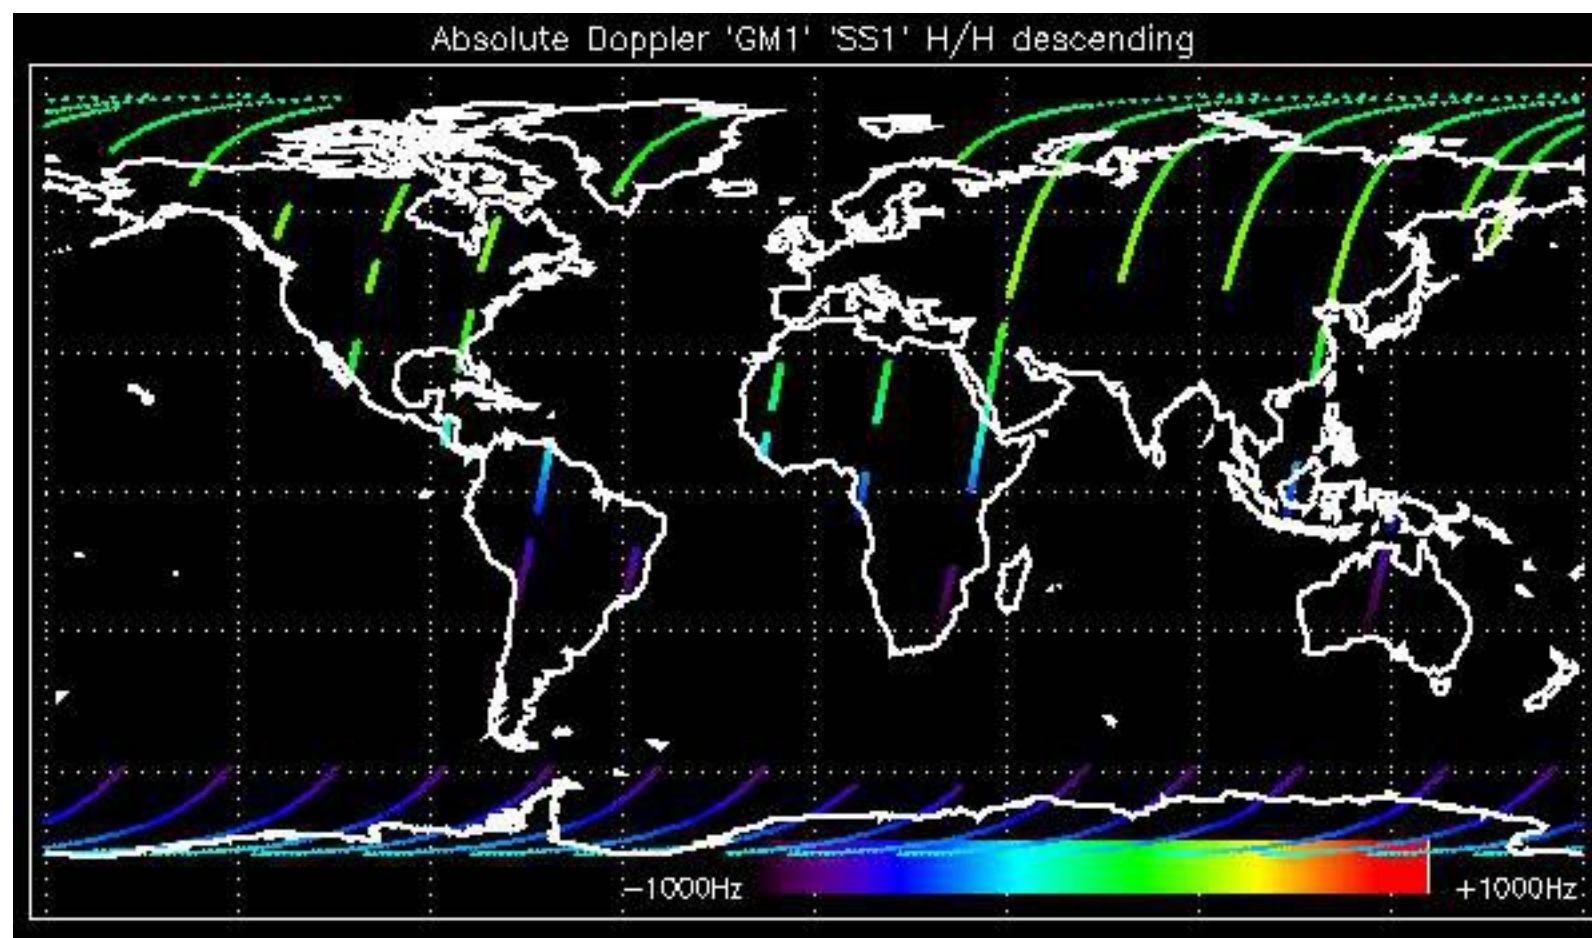 Absolute Doppler 'GM1' 'SS1' H/H descending
−1000Hz +1000Hz